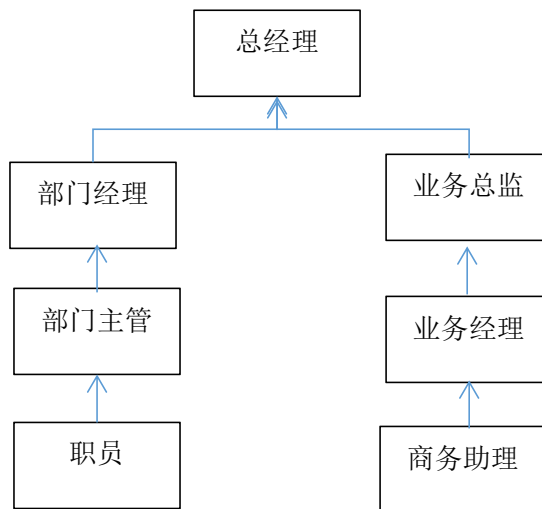 总经理
部门经理
业务总监
部门主管
业务经理
职员
商务助理